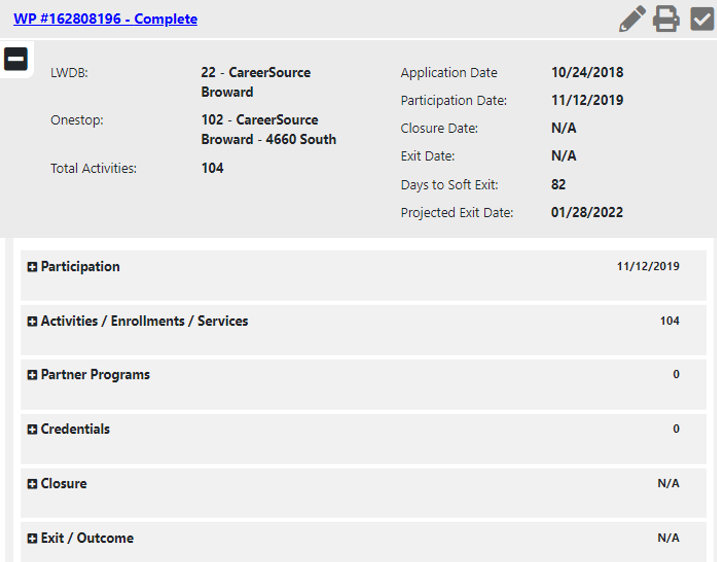 WP #162808196 - Complete
LWDB: 22 - CareerSource
Broward
Onestop: 102 - CareerSource
Broward - 4660 South
Total Activities: 104
Application Date 10/24/2018
Participation Date: 11/12/2019
Closure Date: N/A
Exit Date: N/A
Days to Soft Exit: 82
Projected Exit Date: 01/28/2022
Participation 11/12/2019
Activities / Enrollments / Services 104
Partner Programs 0
Credentials 0
Closure N/A
Exit / Outcome N/A